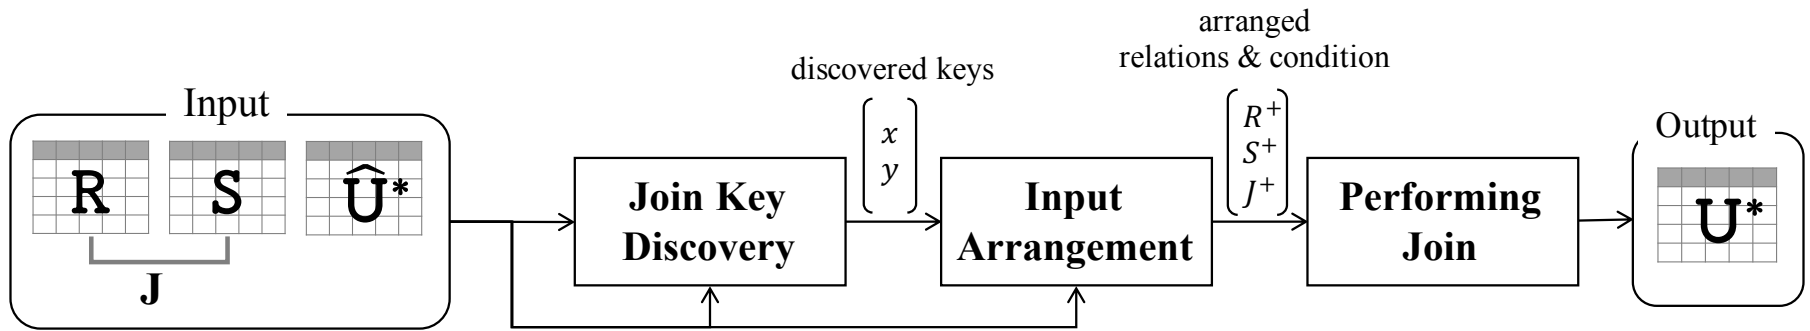 arranged
relations & condition
discovered keys
Input
R S Û*
J
Join Key
Discovery
x
y
Input
Arrangement
R⁺
S⁺
J⁺
Performing
Join
Output
U*